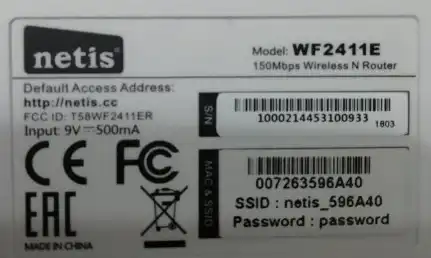 netis
Model: WF2411E
150Mbps Wireless N Router
Default Access Address:
http://netis.cc
FCC ID: T58WF2411ER
Input: 9V⎓500mA
S/N
1000214453100933
1803
CE FC
EAC
MADE IN CHINA
MAC & SSID
007263596A40
SSID : netis_596A40
Password : password